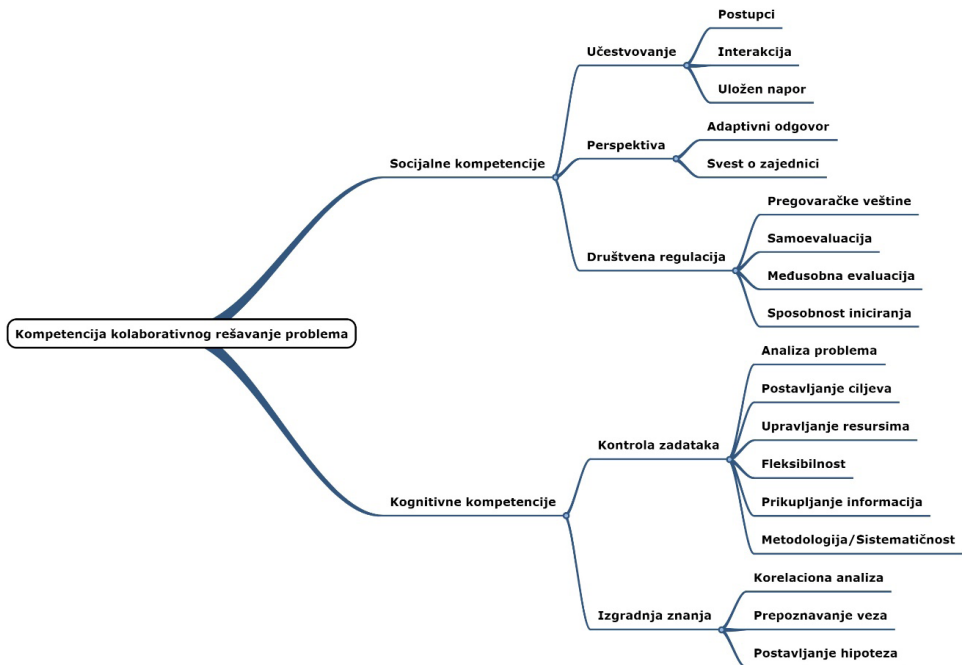 Kompetencija kolaborativnog rešavanje problema
Socijalne kompetencije
Učestvovanje
Postupci
Interakcija
Uložen napor
Perspektiva
Adaptivni odgovor
Svest o zajednici
Društvena regulacija
Pregovaračke veštine
Samoevaluacija
Međusobna evaluacija
Sposobnost iniciranja
Kognitivne kompetencije
Kontrola zadataka
Analiza problema
Postavljanje ciljeva
Upravljanje resursima
Fleksibilnost
Prikupljanje informacija
Metodologija/Sistematičnost
Izgradnja znanja
Korelaciona analiza
Prepoznavanje veza
Postavljanje hipoteza